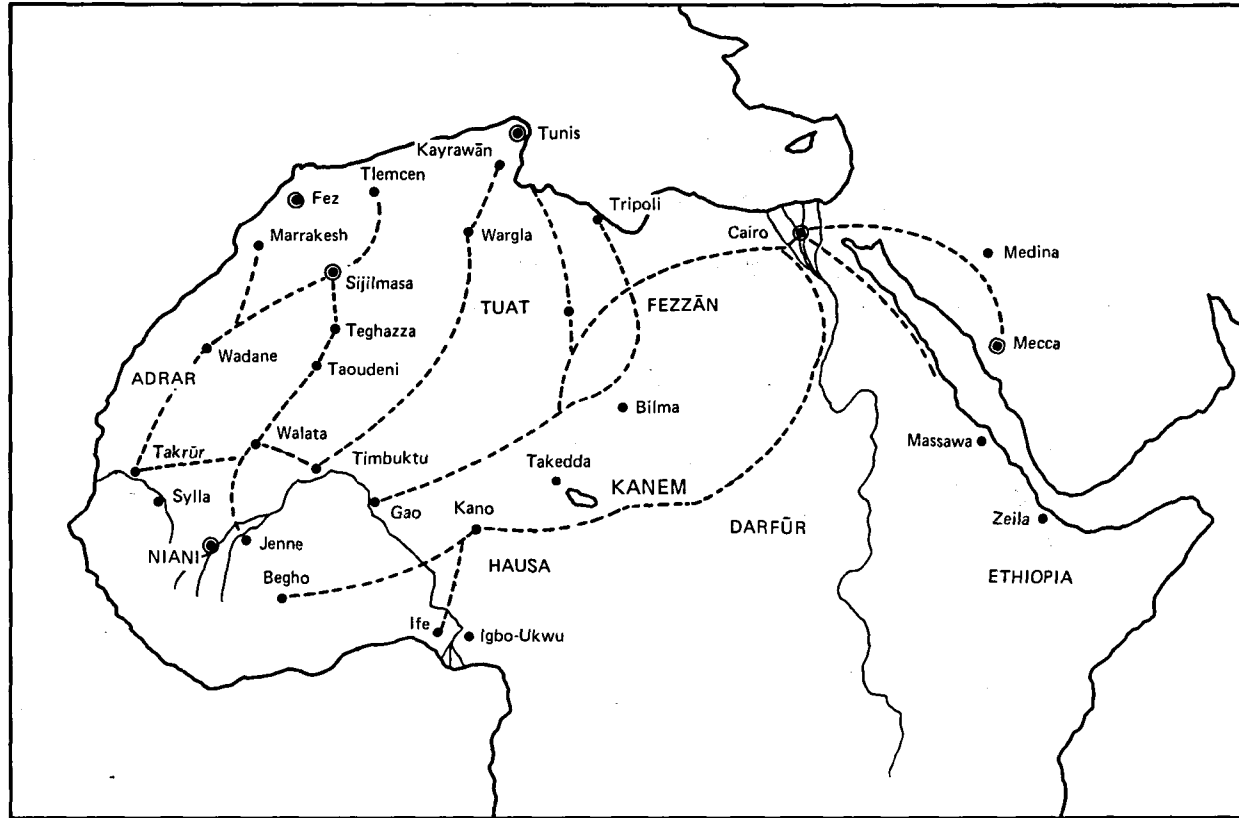 Tunis
Kayrawān
Tlemcen
Fez
Tripoli
Marrakesh
Wargla
Cairo
Medina
Sijilmasa
TUAT
FEZZĀN
Teghazza
Mecca
Wadane
Taoudeni
ADRAR
Bilma
Walata
Massawa
Takrūr
Timbuktu
Takedda
Sylla
KANEM
Gao
Kano
Zeila
DARFŪR
NIANI
Jenne
HAUSA
Begho
ETHIOPIA
Ife
Igbo-Ukwu